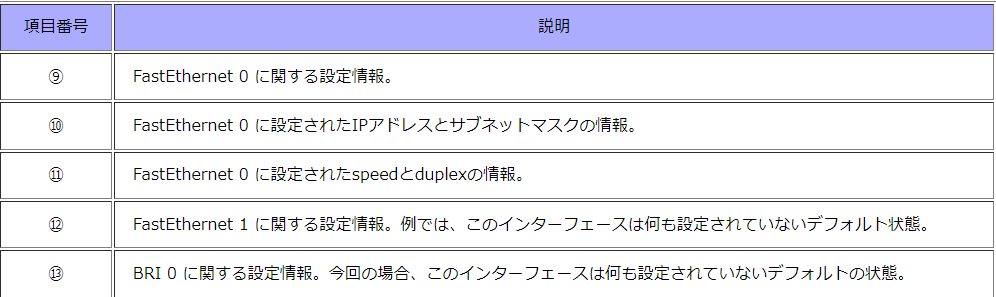 項目番号 説明
⑨ FastEthernet 0 に関する設定情報。
⑩ FastEthernet 0 に設定されたIPアドレスとサブネットマスクの情報。
⑪ FastEthernet 0 に設定されたspeedとduplexの情報。
⑫ FastEthernet 1 に関する設定情報。例では、このインターフェースは何も設定されていないデフォルト状態。
⑬ BRI 0 に関する設定情報。今回の場合、このインターフェースは何も設定されていないデフォルトの状態。